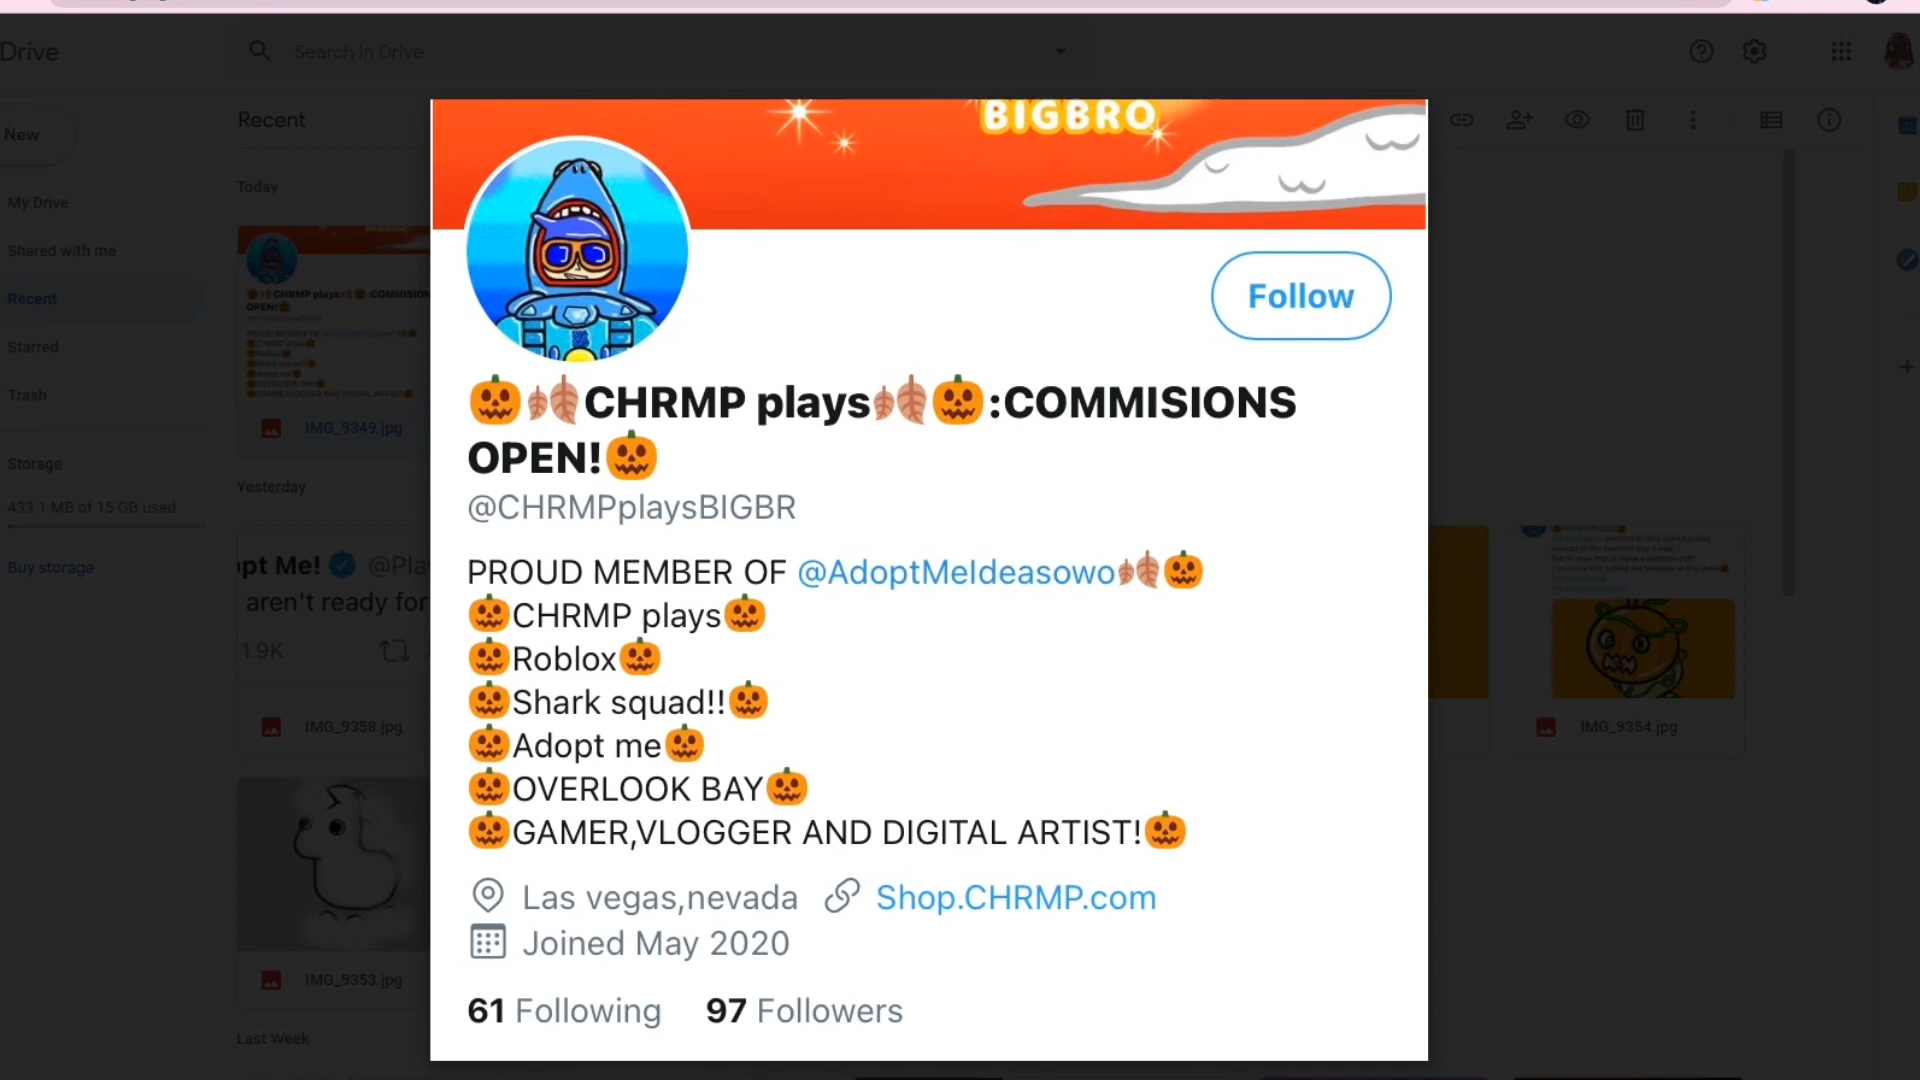 Drive
Search in Drive
New
Recent
My Drive
Today
Shared with me
Recent
Starred
Trash
Storage
433.1 MB of 15 GB used
Buy storage
IMG_9349.jpg
Yesterday
opt Me! @Pla
aren't ready for
1.9K
IMG_9358.jpg
IMG_9353.jpg
Last Week
IMG_9354.jpg
BIGBRO
Follow
🎃🍂CHRMP plays🍂🎃:COMMISIONS
OPEN!🎃
@CHRMPplaysBIGBR
PROUD MEMBER OF @AdoptMeIdeasowo🍂🎃
🎃CHRMP plays🎃
🎃Roblox🎃
🎃Shark squad!!🎃
🎃Adopt me🎃
🎃OVERLOOK BAY🎃
🎃GAMER,VLOGGER AND DIGITAL ARTIST!🎃
Las vegas,nevada Shop.CHRMP.com
Joined May 2020
61 Following 97 Followers